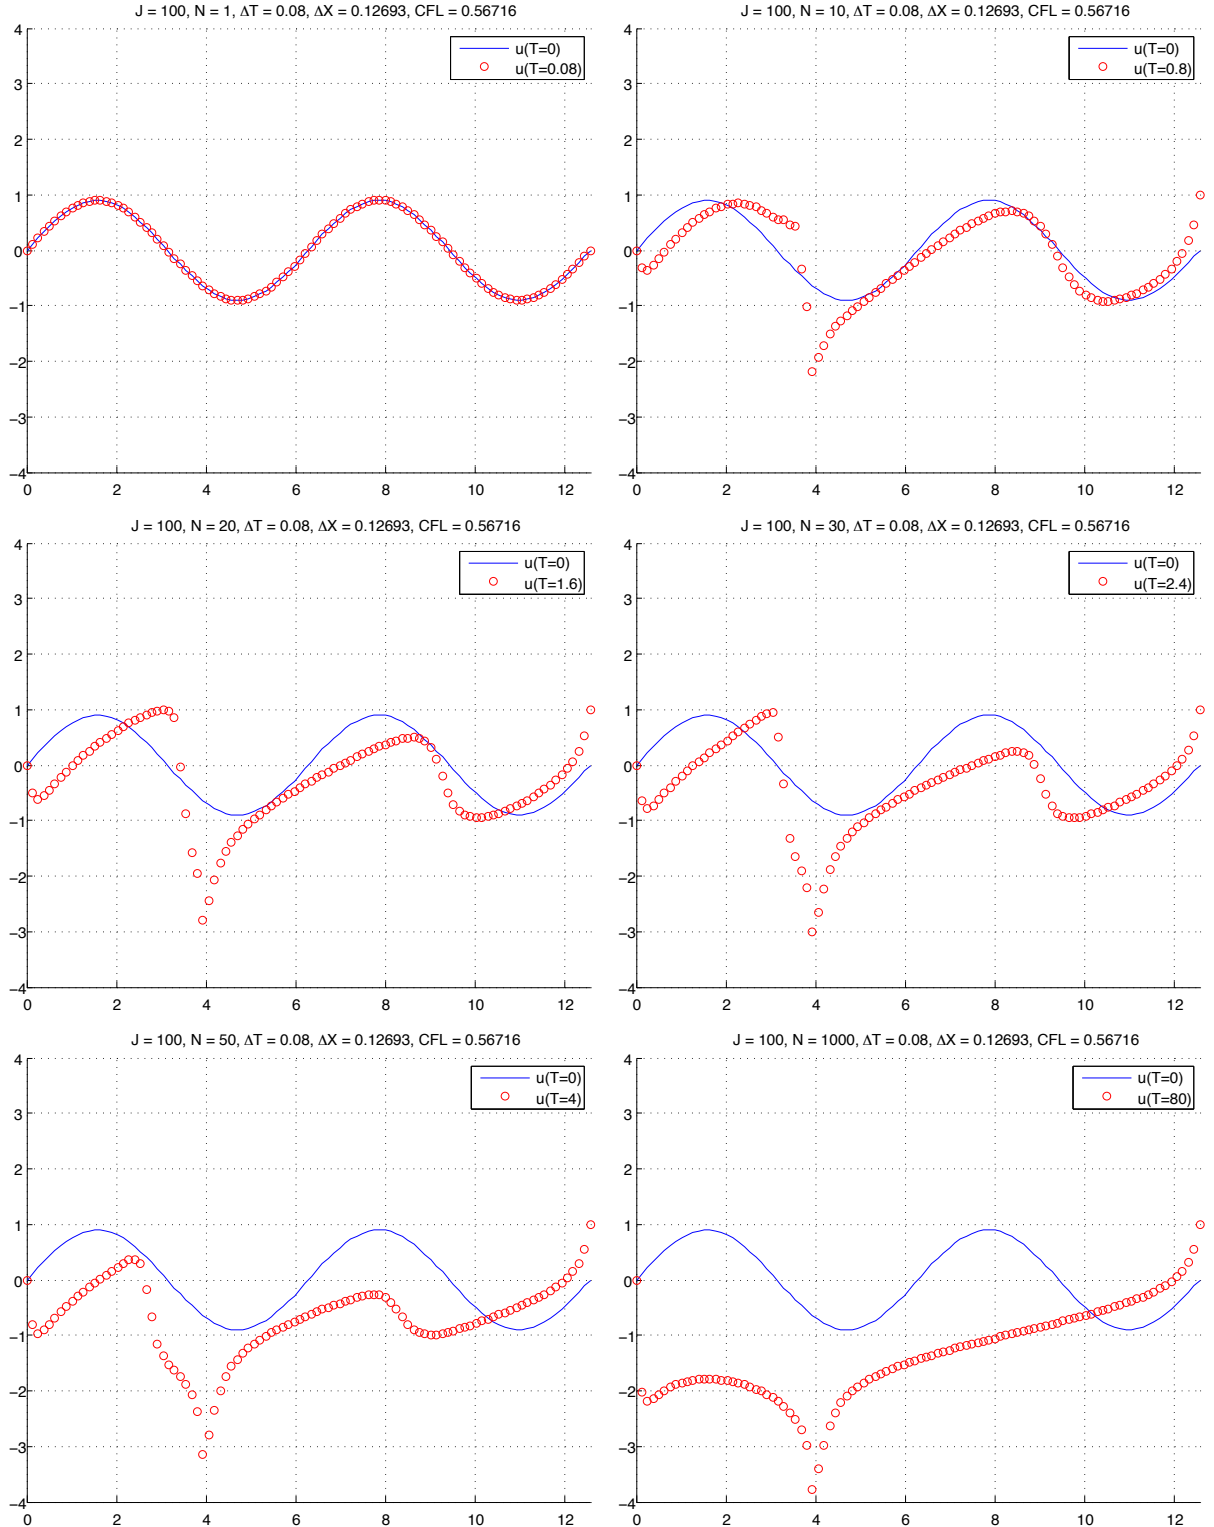 J = 100, N = 1, ΔT = 0.08, ΔX = 0.12693, CFL = 0.56716
4
3
2
1
0
−1
−2
−3
−4
0 2 4 6 8 10 12
u(T=0)
u(T=0.08)
J = 100, N = 10, ΔT = 0.08, ΔX = 0.12693, CFL = 0.56716
4
3
2
1
0
−1
−2
−3
−4
0 2 4 6 8 10 12
u(T=0)
u(T=0.8)
J = 100, N = 20, ΔT = 0.08, ΔX = 0.12693, CFL = 0.56716
4
3
2
1
0
−1
−2
−3
−4
0 2 4 6 8 10 12
u(T=0)
u(T=1.6)
J = 100, N = 30, ΔT = 0.08, ΔX = 0.12693, CFL = 0.56716
4
3
2
1
0
−1
−2
−3
−4
0 2 4 6 8 10 12
u(T=0)
u(T=2.4)
J = 100, N = 50, ΔT = 0.08, ΔX = 0.12693, CFL = 0.56716
4
3
2
1
0
−1
−2
−3
−4
0 2 4 6 8 10 12
u(T=0)
u(T=4)
J = 100, N = 1000, ΔT = 0.08, ΔX = 0.12693, CFL = 0.56716
4
3
2
1
0
−1
−2
−3
−4
0 2 4 6 8 10 12
u(T=0)
u(T=80)